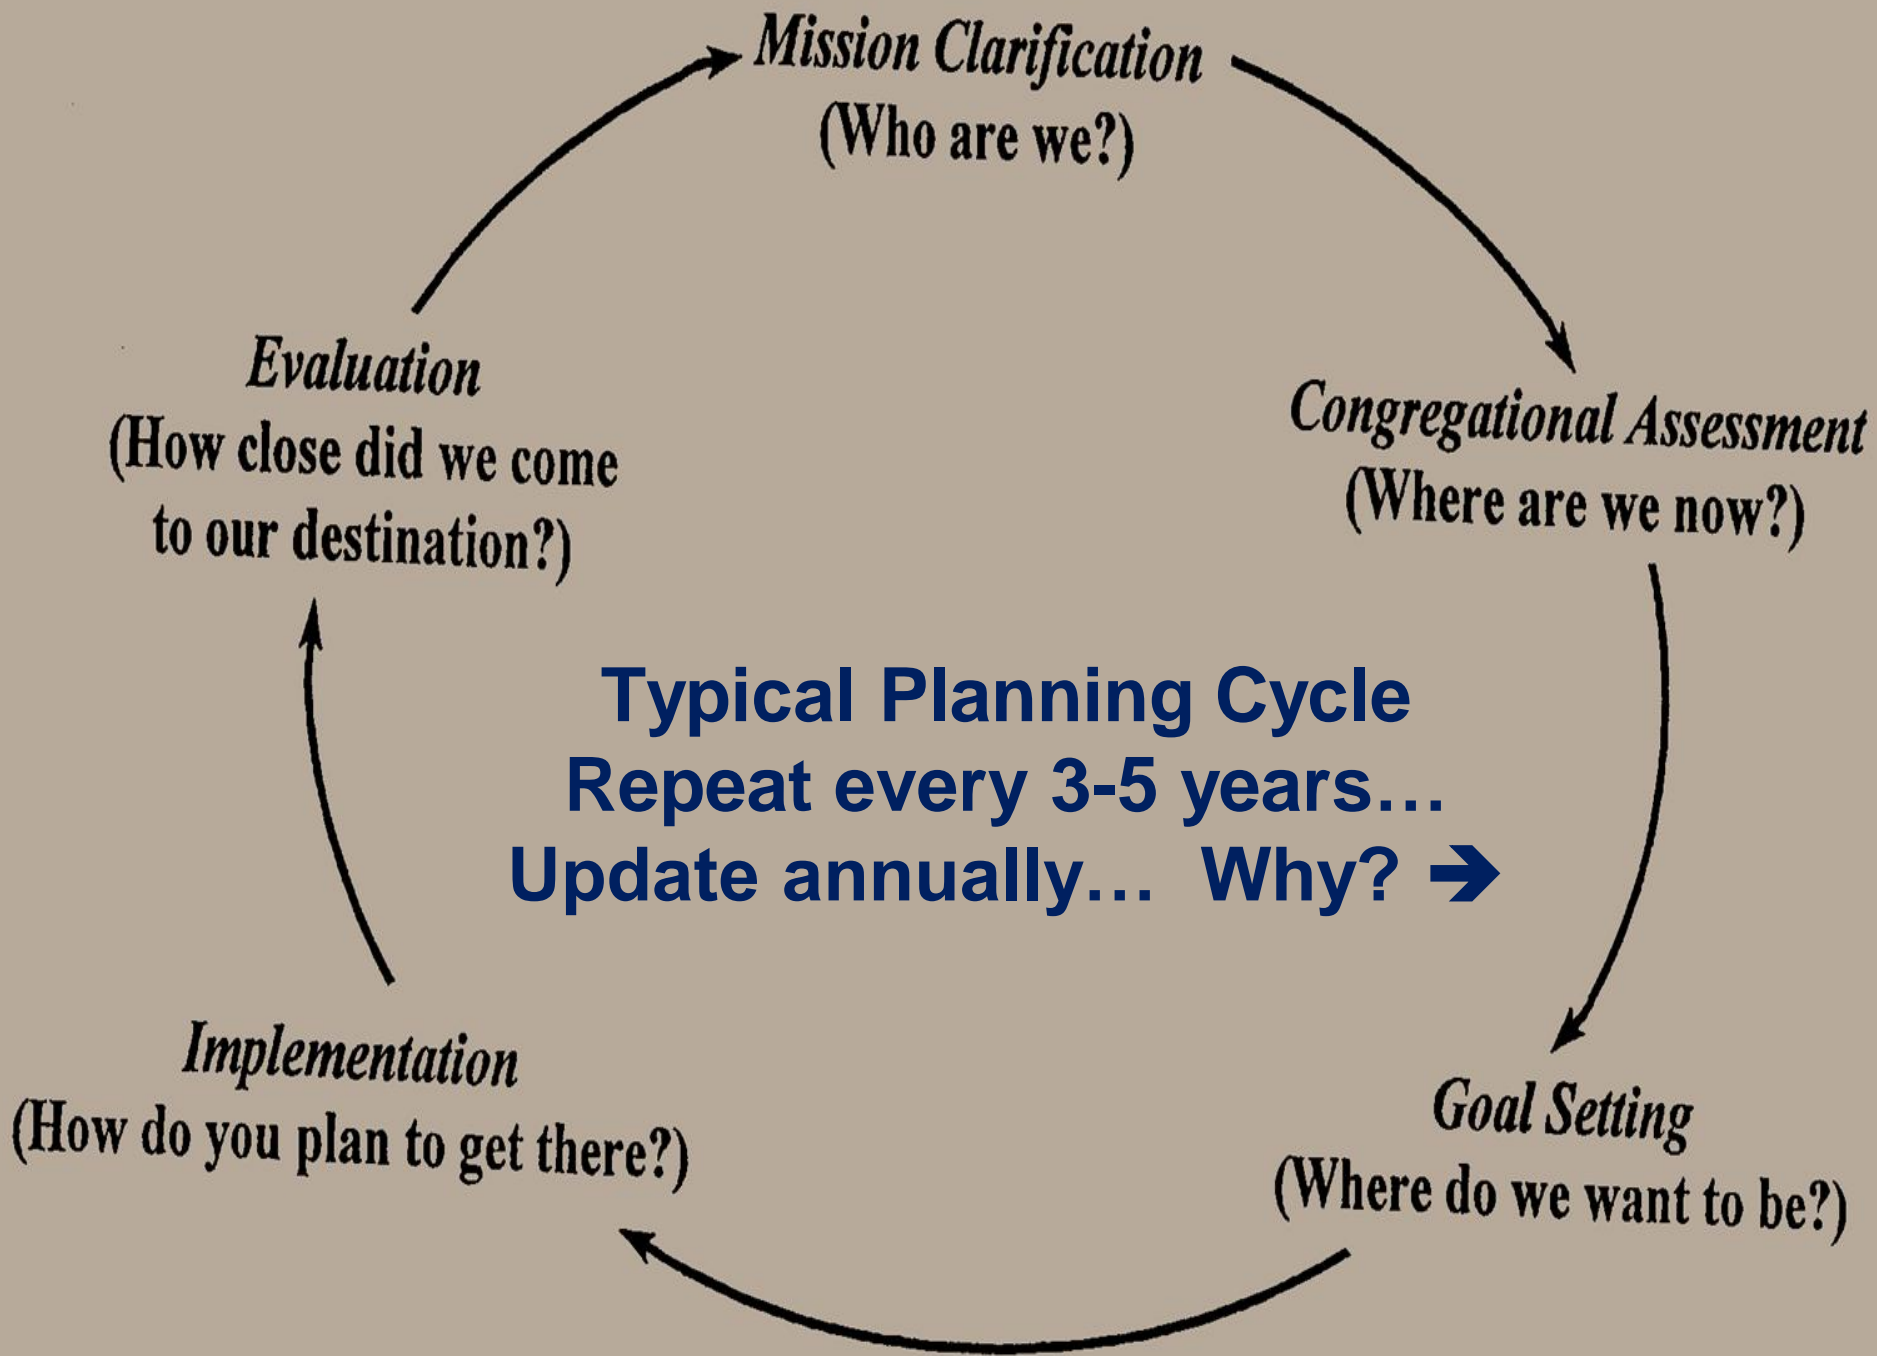 Mission Clarification
(Who are we?)
Congregational Assessment
(Where are we now?)
Goal Setting
(Where do we want to be?)
Implementation
(How do you plan to get there?)
Evaluation
(How close did we come
to our destination?)
Typical Planning Cycle
Repeat every 3-5 years…
Update annually… Why? ➔